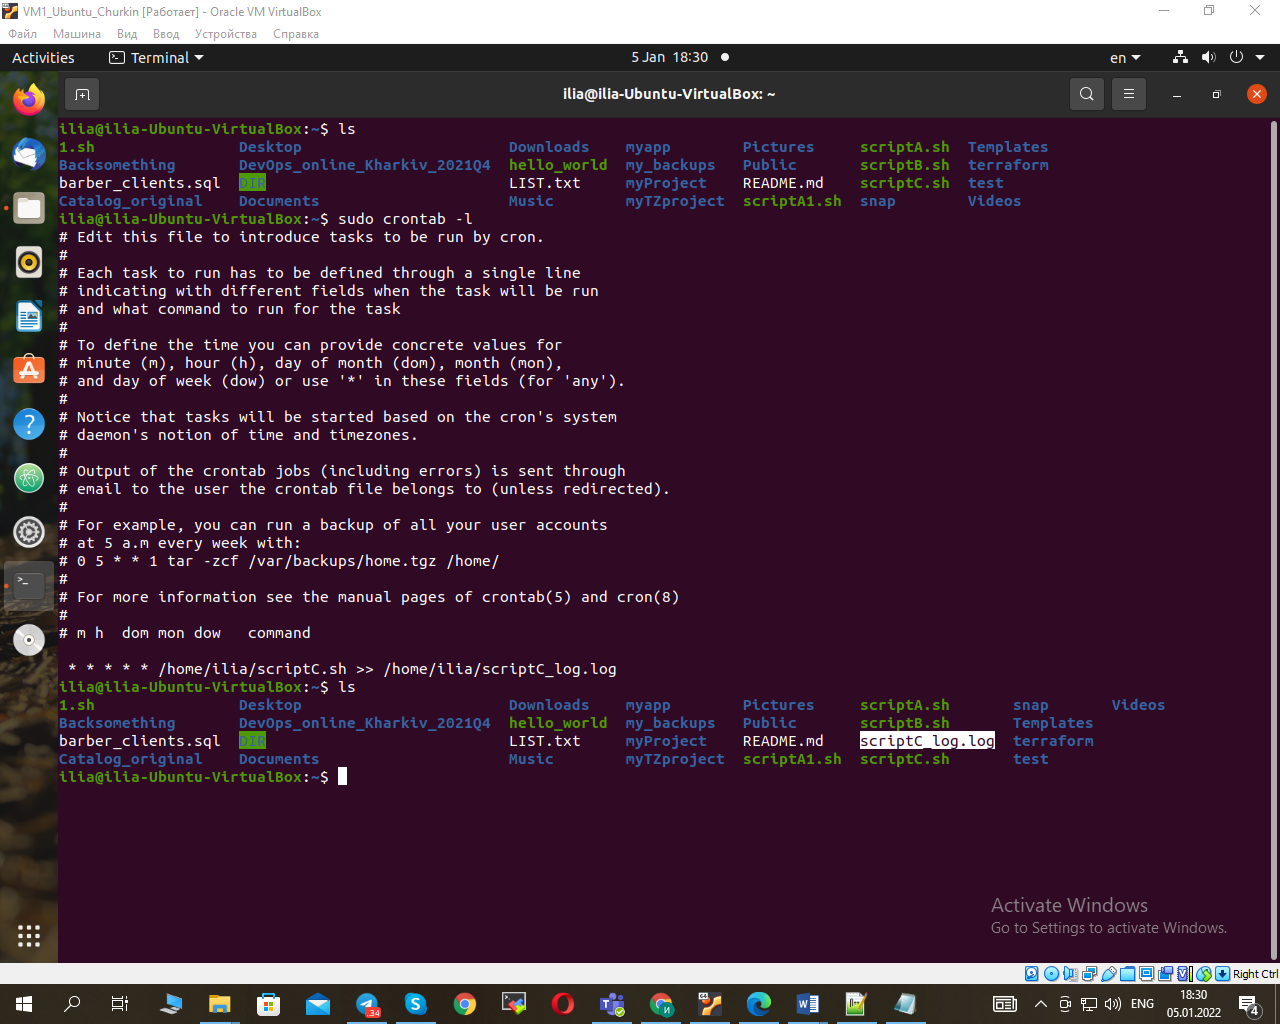 VM1_Ubuntu_Churkin [Работает] - Oracle VM VirtualBox
Файл Машина Вид Ввод Устройства Справка
Activities Terminal 5 Jan 18:30 en
ilia@ilia-Ubuntu-VirtualBox: ~
ilia@ilia-Ubuntu-VirtualBox:~$ ls
1.sh Desktop Downloads myapp Pictures scriptA.sh Templates
Backsomething DevOps_online_Kharkiv_2021Q4 hello_world my_backups Public scriptB.sh terraform
barber_clients.sql DIR LIST.txt myProject README.md scriptC.sh test
Catalog_original Documents Music myTZproject scriptA1.sh snap Videos
ilia@ilia-Ubuntu-VirtualBox:~$ sudo crontab -l
# Edit this file to introduce tasks to be run by cron.
#
# Each task to run has to be defined through a single line
# indicating with different fields when the task will be run
# and what command to run for the task
#
# To define the time you can provide concrete values for
# minute (m), hour (h), day of month (dom), month (mon),
# and day of week (dow) or use '*' in these fields (for 'any').
#
# Notice that tasks will be started based on the cron's system
# daemon's notion of time and timezones.
#
# Output of the crontab jobs (including errors) is sent through
# email to the user the crontab file belongs to (unless redirected).
#
# For example, you can run a backup of all your user accounts
# at 5 a.m every week with:
# 0 5 * * 1 tar -zcf /var/backups/home.tgz /home/
#
# For more information see the manual pages of crontab(5) and cron(8)
#
# m h  dom mon dow   command
* * * * * /home/ilia/scriptC.sh >> /home/ilia/scriptC_log.log
ilia@ilia-Ubuntu-VirtualBox:~$ ls
1.sh Desktop Downloads myapp Pictures scriptA.sh snap Videos
Backsomething DevOps_online_Kharkiv_2021Q4 hello_world my_backups Public scriptB.sh Templates
barber_clients.sql DIR LIST.txt myProject README.md scriptC_log.log terraform
Catalog_original Documents Music myTZproject scriptA1.sh scriptC.sh test
ilia@ilia-Ubuntu-VirtualBox:~$
Activate Windows
Go to Settings to activate Windows.
Right Ctrl
.34
ENG
18:30
05.01.2022
4